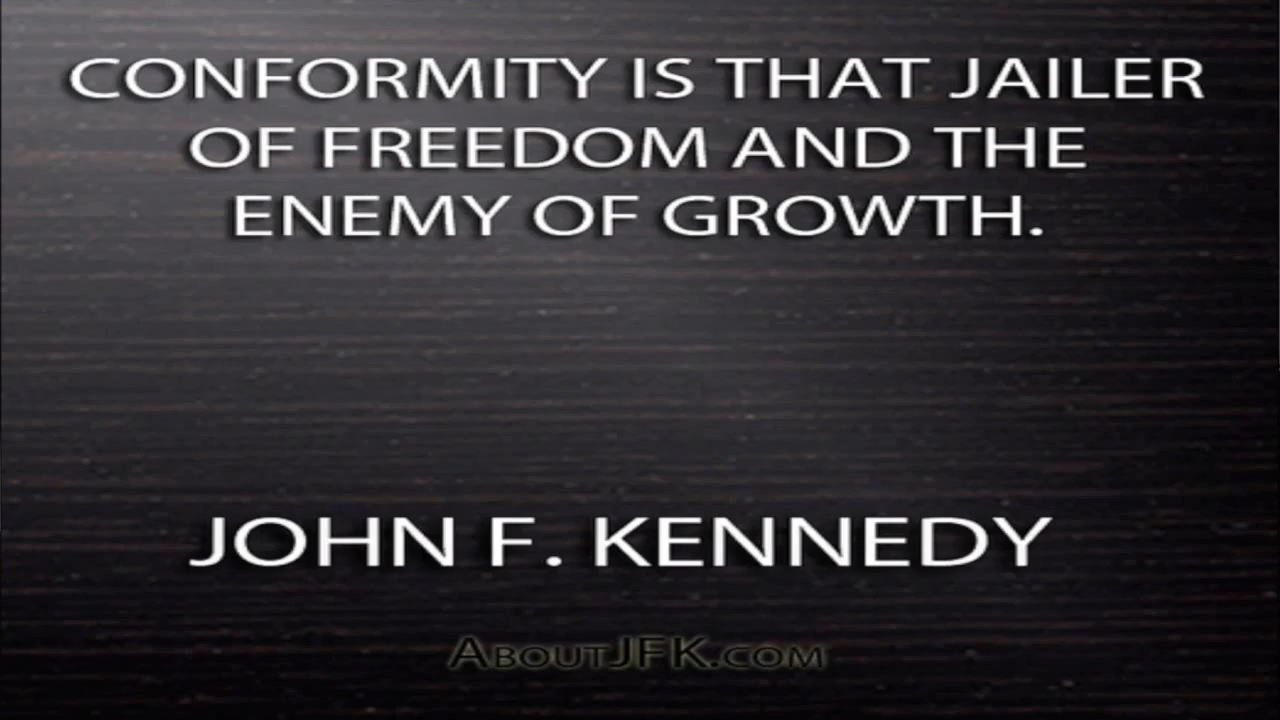 CONFORMITY IS THAT JAILER
OF FREEDOM AND THE
ENEMY OF GROWTH.
JOHN F. KENNEDY
AboutJFK.com